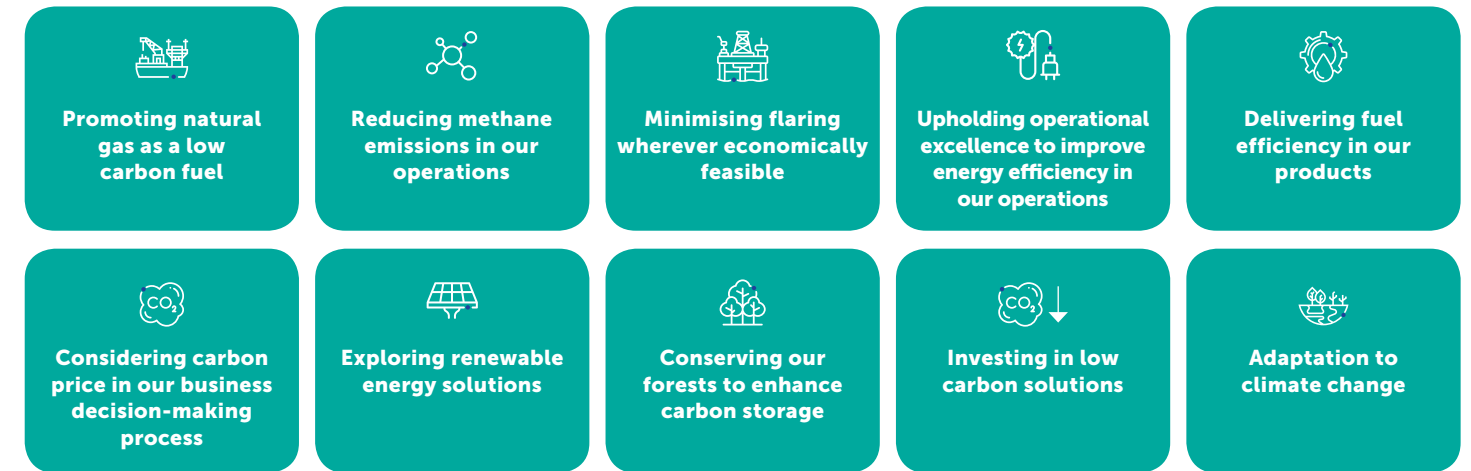 Promoting natural
gas as a low
carbon fuel
Reducing methane
emissions in our
operations
Minimising flaring
wherever economically
feasible
Upholding operational
excellence to improve
energy efficiency in
our operations
Delivering fuel
efficiency in our
products
CO2
Considering carbon
price in our business
decision-making
process
Exploring renewable
energy solutions
Conserving our
forests to enhance
carbon storage
CO2
Investing in low
carbon solutions
Adaptation to
climate change